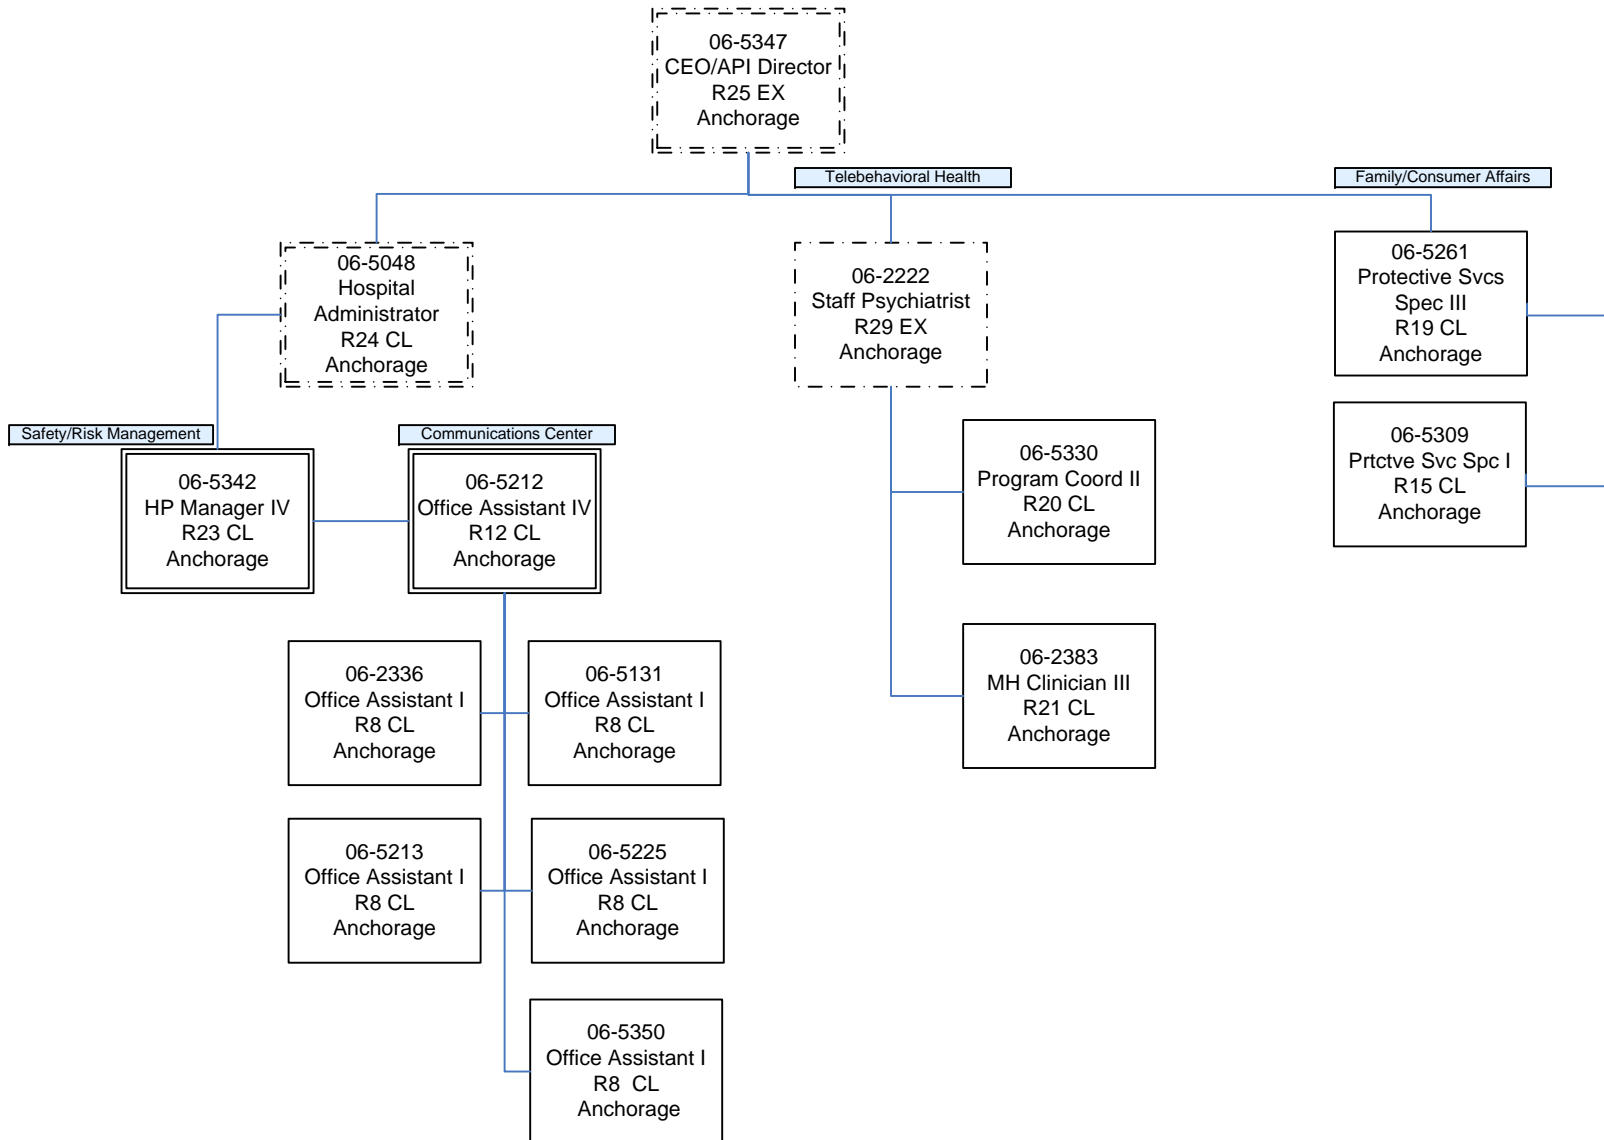 06-5347
CEO/API Director
R25 EX
Anchorage
Telebehavioral Health
Family/Consumer Affairs
06-5048
Hospital
Administrator
R24 CL
Anchorage
06-2222
Staff Psychiatrist
R29 EX
Anchorage
06-5261
Protective Svcs
Spec III
R19 CL
Anchorage
Safety/Risk Management
Communications Center
06-5342
HP Manager IV
R23 CL
Anchorage
06-5212
Office Assistant IV
R12 CL
Anchorage
06-5330
Program Coord II
R20 CL
Anchorage
06-5309
Prtctve Svc Spc I
R15 CL
Anchorage
06-2336
Office Assistant I
R8 CL
Anchorage
06-5131
Office Assistant I
R8 CL
Anchorage
06-2383
MH Clinician III
R21 CL
Anchorage
06-5213
Office Assistant I
R8 CL
Anchorage
06-5225
Office Assistant I
R8 CL
Anchorage
06-5350
Office Assistant I
R8  CL
Anchorage